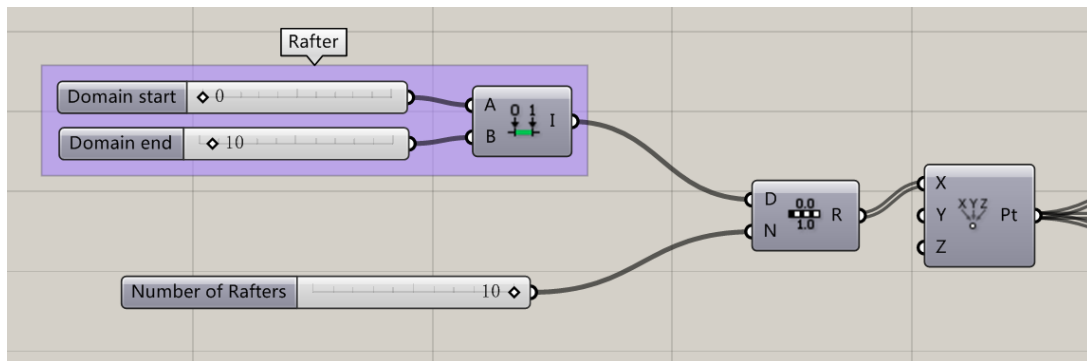 Rafter
Domain start 0
Domain end 10
A
B
0 1
I
Number of Rafters 10
D
N
0.0
1.0
R
X
Y
Z
XYZ
Pt